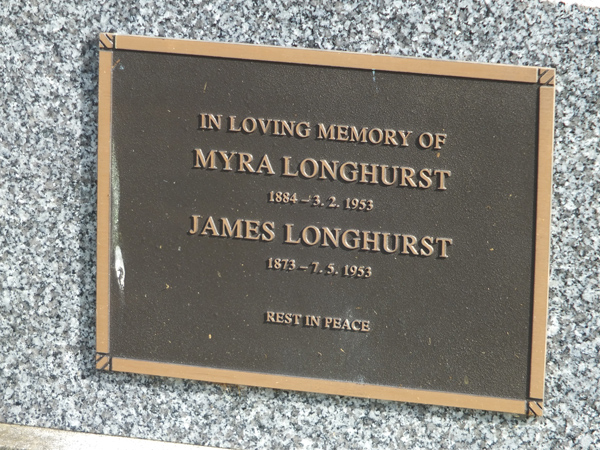 IN LOVING MEMORY OF
MYRA LONGHURST
1884 – 3. 2. 1953
JAMES LONGHURST
1873 – 7. 5. 1953
REST IN PEACE